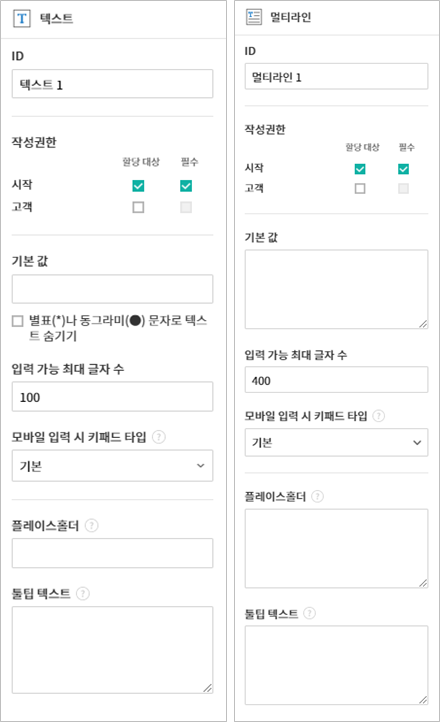 텍스트
ID
텍스트 1
작성권한
할당 대상 필수
시작
고객
기본 값
별표(*)나 동그라미(●) 문자로 텍스
트 숨기기
입력 가능 최대 글자 수
100
모바일 입력 시 키패드 타입 ?
기본
플레이스홀더 ?
툴팁 텍스트 ?
멀티라인
ID
멀티라인 1
작성권한
할당 대상 필수
시작
고객
기본 값
입력 가능 최대 글자 수
400
모바일 입력 시 키패드 타입 ?
기본
플레이스홀더 ?
툴팁 텍스트 ?